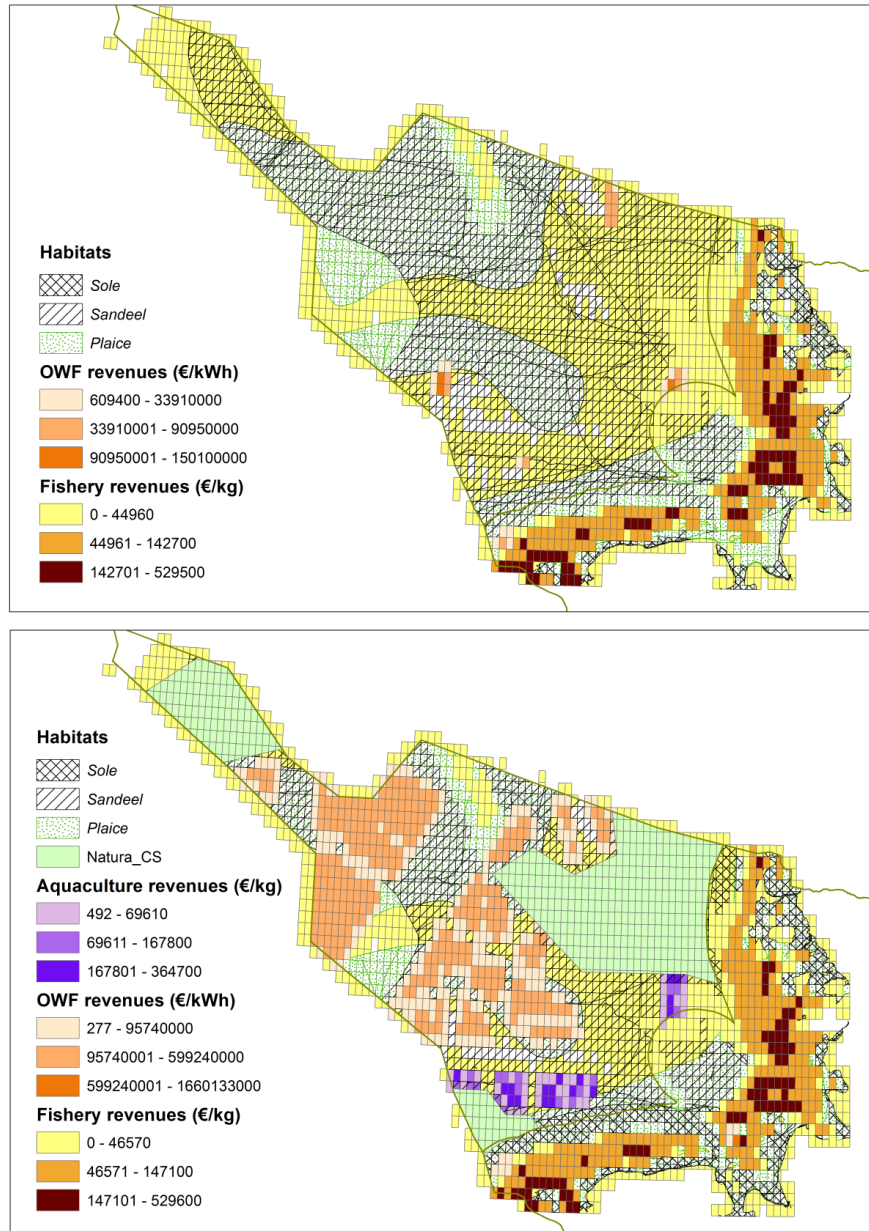 Habitats
Sole
Sandeel
Plaice
OWF revenues (€/kWh)
609400 - 33910000
33910001 - 90950000
90950001 - 150100000
Fishery revenues (€/kg)
0 - 44960
44961 - 142700
142701 - 529500
Habitats
Sole
Sandeel
Plaice
Natura_CS
Aquaculture revenues (€/kg)
492 - 69610
69611 - 167800
167801 - 364700
OWF revenues (€/kWh)
277 - 95740000
95740001 - 599240000
599240001 - 1660133000
Fishery revenues (€/kg)
0 - 46570
46571 - 147100
147101 - 529600